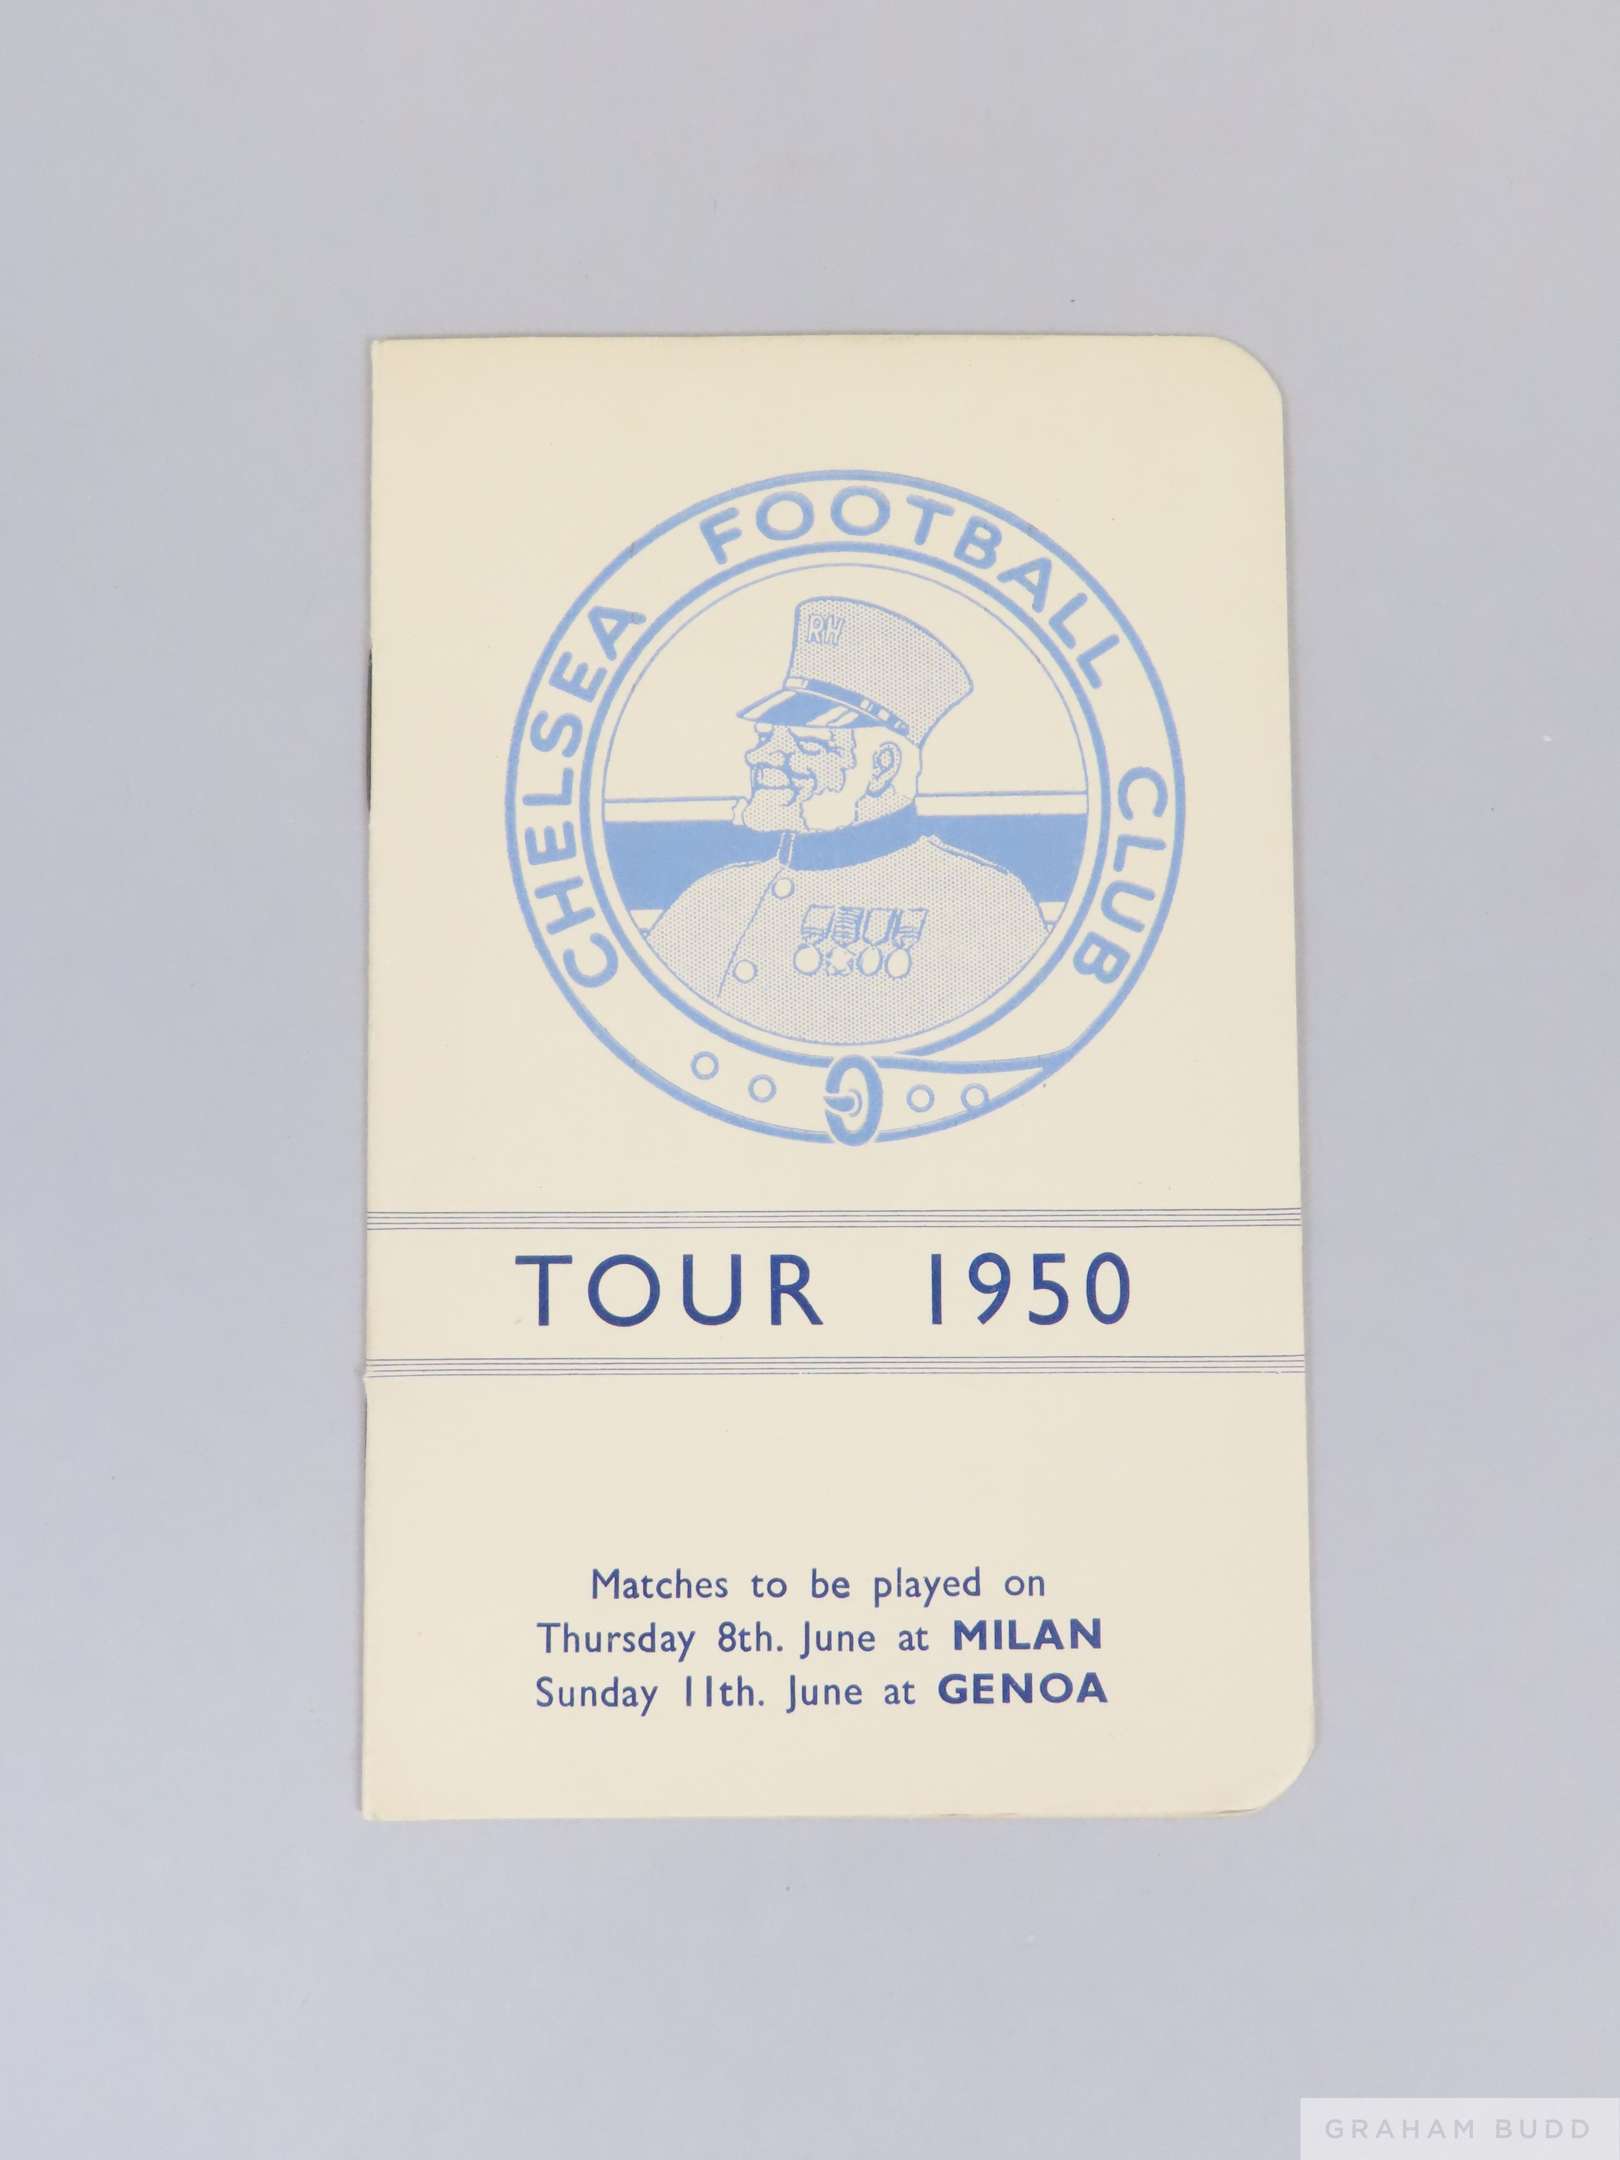 CHELSEA FOOTBALL CLUB
RH
TOUR 1950
Matches to be played on
Thursday 8th. June at MILAN
Sunday 11th. June at GENOA
GRAHAM BUDD